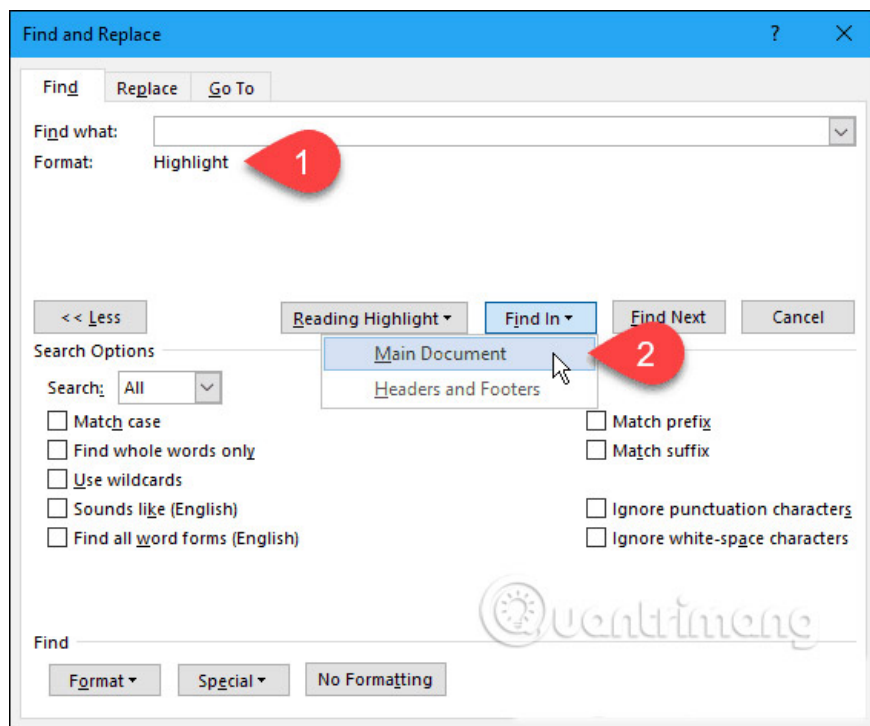 Find and Replace ?
Find Replace Go To
Find what:
Format: Highlight 1
<< Less Reading Highlight Find In Find Next Cancel
Search Options Main Document 2
Search: All Headers and Footers
Match case Match prefix
Find whole words only Match suffix
Use wildcards
Sounds like (English) Ignore punctuation characters
Find all word forms (English) Ignore white-space characters
Quantrimang
Find
Format Special No Formatting